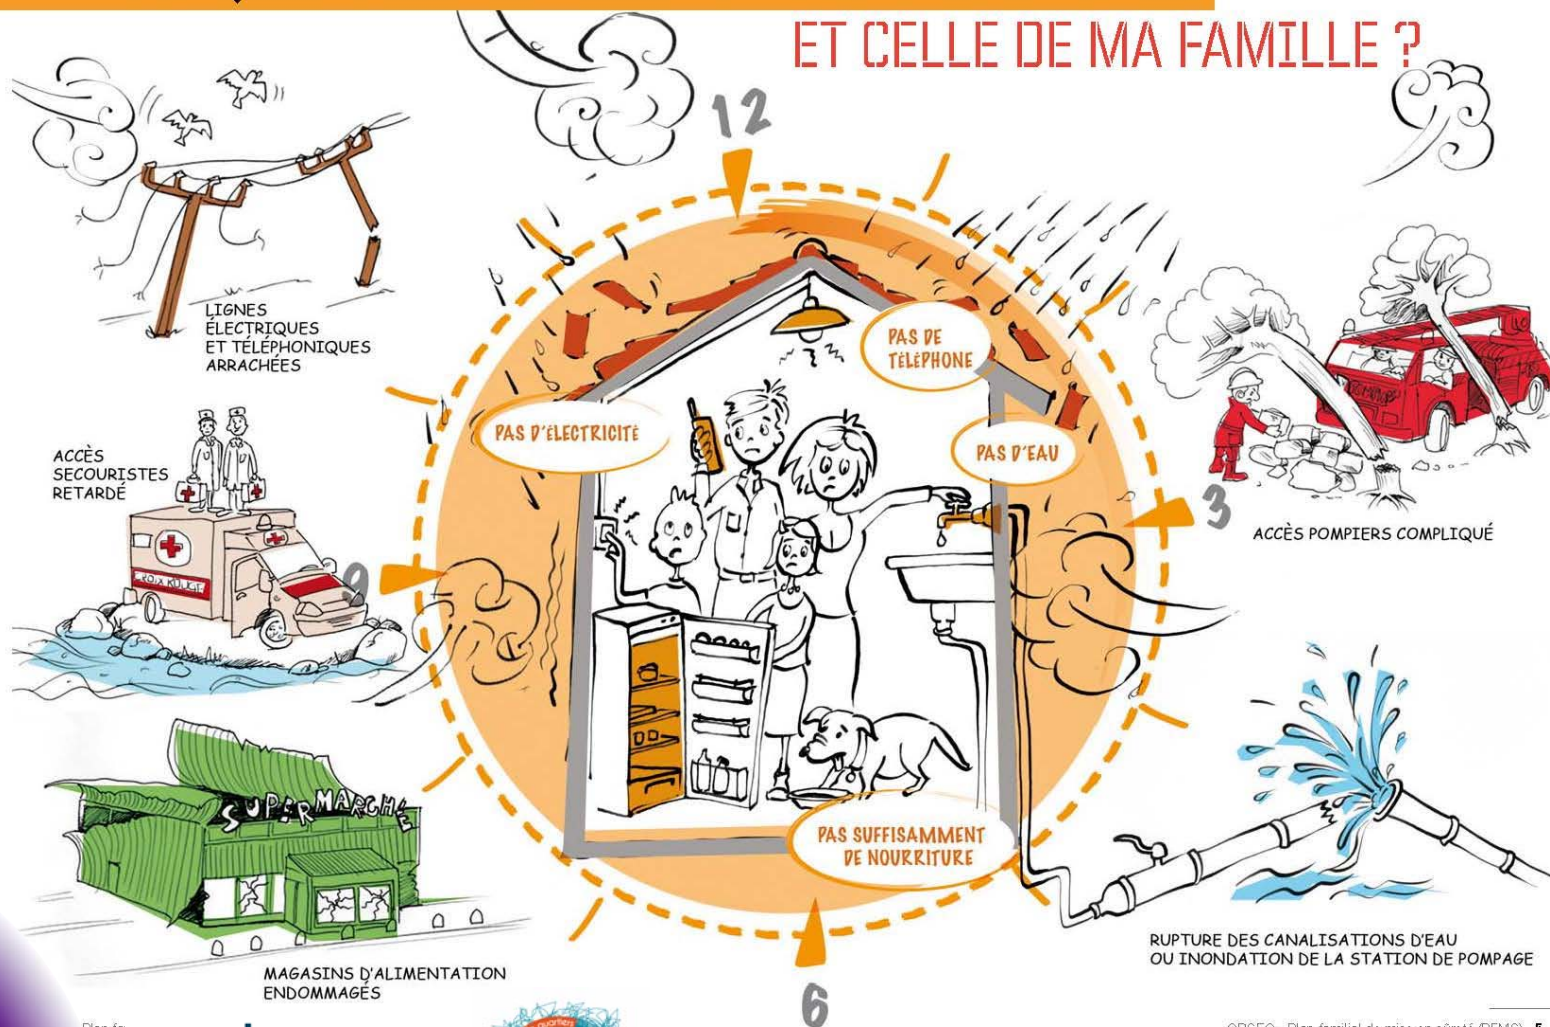 ET CELLE DE MA FAMILLE ?
12
LIGNES
ÉLECTRIQUES
ET TÉLÉPHONIQUES
ARRACHÉES
PAS DE
TÉLÉPHONE
PAS D'ÉLECTRICITÉ
PAS D'EAU
ACCÈS
SECOURISTES
RETARDÉ
CROIX ROUGE
9
3
ACCÈS POMPIERS COMPLIQUÉ
SUPERMARCHÉ
PAS SUFFISAMMENT
DE NOURRITURE
RUPTURE DES CANALISATIONS D'EAU
OU INONDATION DE LA STATION DE POMPAGE
MAGASINS D'ALIMENTATION
ENDOMMAGÉS
6
quartiers
5